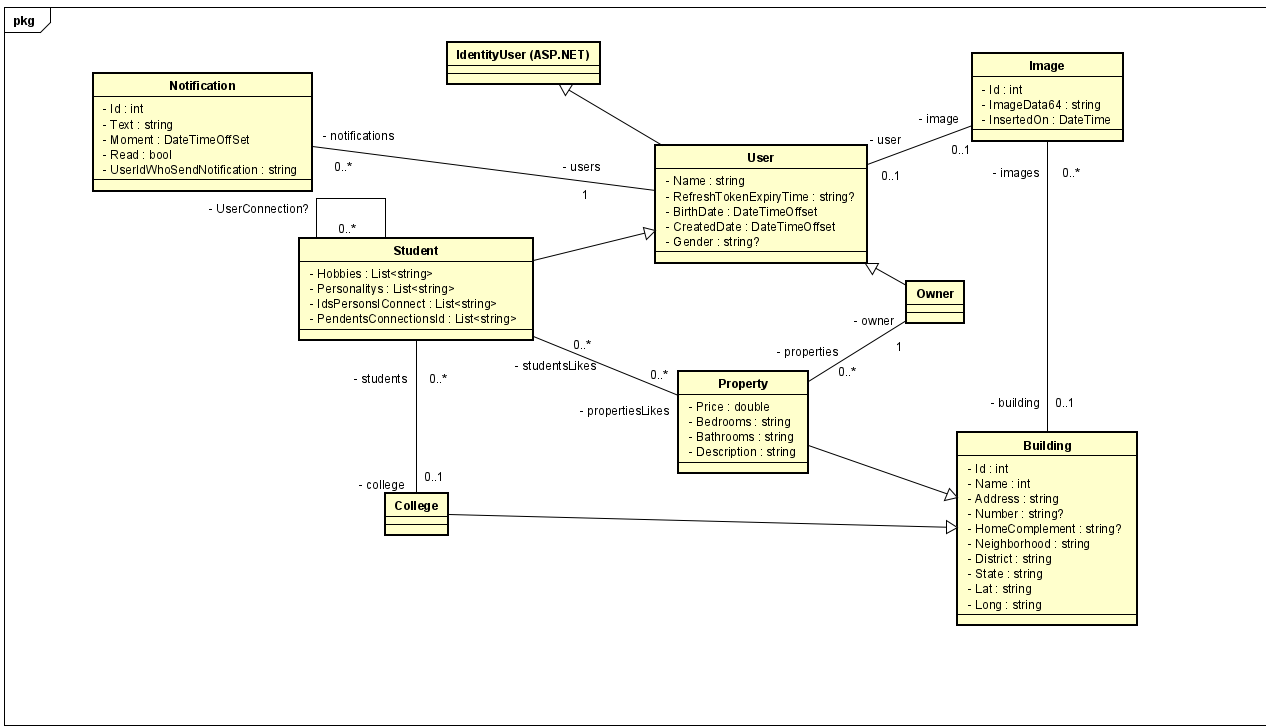 pkg
IdentityUser (ASP.NET)
Notification
- Id : int
- Text : string
- Moment : DateTimeOffSet
- Read : bool
- UserIdWhoSendNotification : string
- notifications
0..*
- users
1
User
- Name : string
- RefreshTokenExpiryTime : string?
- BirthDate : DateTimeOffset
- CreatedDate : DateTimeOffset
- Gender : string?
- user
0..1
- image
0..1
Image
- Id : int
- ImageData64 : string
- InsertedOn : DateTime
- images
0..*
- UserConnection?
0..*
Student
- Hobbies : List<string>
- Personalitys : List<string>
- IdsPersonsIConnect : List<string>
- PendentsConnectionsId : List<string>
Owner
- owner
1
- properties
0..*
0..*
- studentsLikes
0..*
- propertiesLikes
Property
- Price : double
- Bedrooms : string
- Bathrooms : string
- Description : string
- students
0..*
- college
0..1
College
- building
0..1
Building
- Id : int
- Name : int
- Address : string
- Number : string?
- HomeComplement : string?
- Neighborhood : string
- District : string
- State : string
- Lat : string
- Long : string